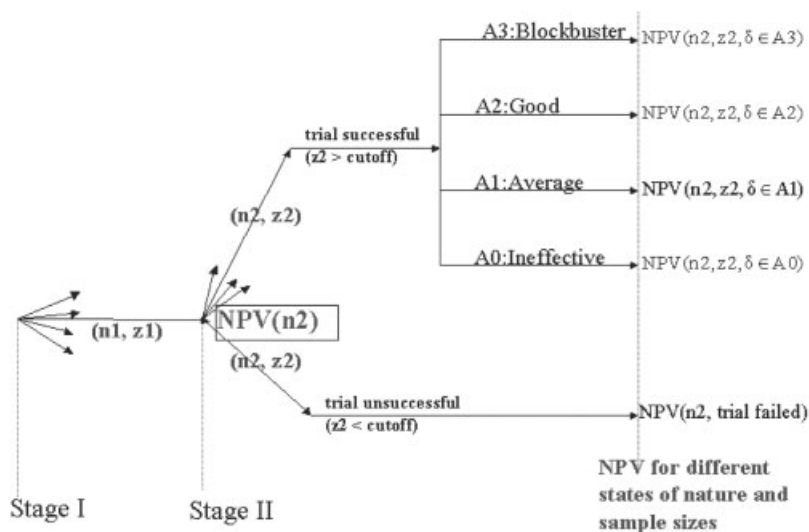 A3:Blockbuster
NPV(n2, z2, δ ∈ A3)
A2:Good
NPV(n2, z2, δ ∈ A2)
trial successful
(z2 > cutoff)
A1:Average
NPV(n2, z2, δ ∈ A1)
(n2, z2)
A0:Ineffective
NPV(n2, z2, δ ∈ A0)
(n1, z1)
NPV(n2)
(n2, z2)
trial unsuccessful
(z2 < cutoff)
NPV(n2, trial failed)
Stage I
Stage II
NPV for different
states of nature and
sample sizes